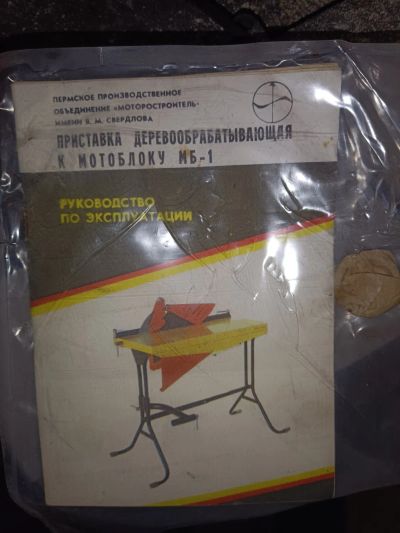 ПЕРМСКОЕ ПРОИЗВОДСТВЕННОЕ
ОБЪЕДИНЕНИЕ «МОТОРОСТРОИТЕЛЬ»
ИМЕНИ Я. М. СВЕРДЛОВА
ПРИСТАВКА ДЕРЕВООБРАБАТЫВАЮЩАЯ
К МОТОБЛОКУ МБ-1
РУКОВОДСТВО
ПО ЭКСПЛУАТАЦИИ